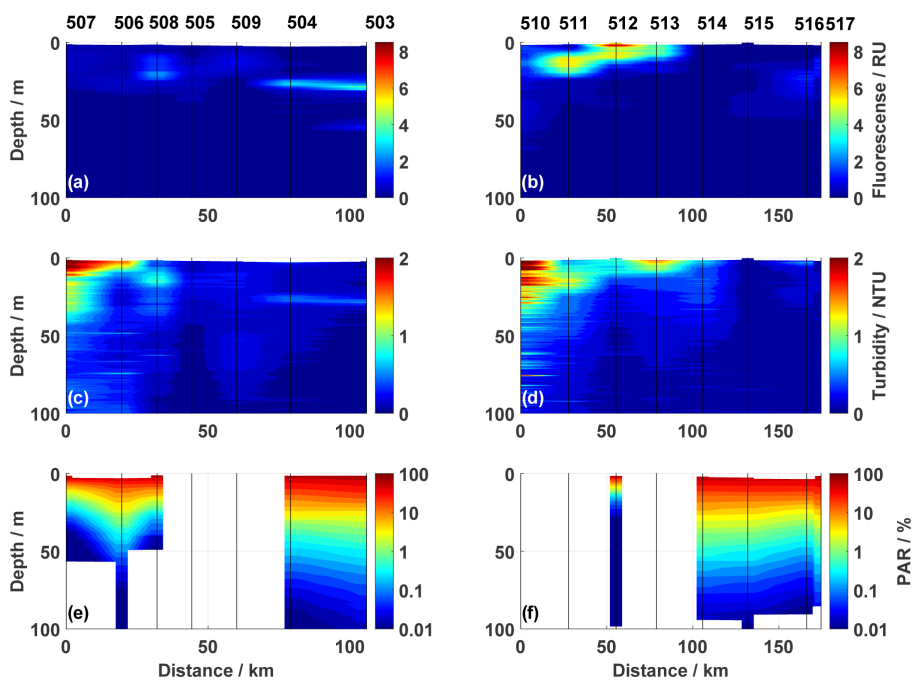 507 506 508 505 509 504 503
510 511 512 513 514 515 516 517
Depth / m
0
50
100
(a)
0 50 100
8
6
4
2
0
0
50
100
(b)
0 50 100 150
8
6
4
2
0
Fluorescense / RU
Depth / m
0
50
100
(c)
0 50 100
2
1
0
0
50
100
(d)
0 50 100 150
2
1
0
Turbidity / NTU
Depth / m
0
50
100
(e)
0 50 100
Distance / km
100
10
1
0.1
0.01
0
50
100
(f)
0 50 100 150
Distance / km
100
10
1
0.1
0.01
PAR / %